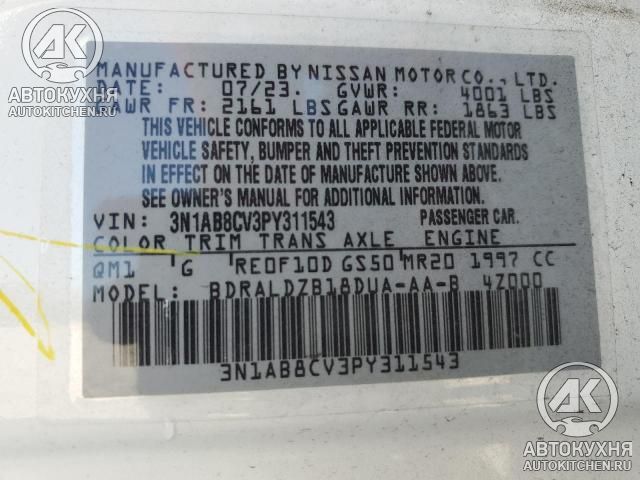 MANUFACTURED BY NISSAN MOTOR CO., LTD.
DATE: 07/23. GVWR: 4001 LBS
GAWR FR: 2161 LBS GAWR RR: 1863 LBS
THIS VEHICLE CONFORMS TO ALL APPLICABLE FEDERAL MOTOR
VEHICLE SAFETY, BUMPER AND THEFT PREVENTION STANDARDS
IN EFFECT ON THE DATE OF MANUFACTURE SHOWN ABOVE.
SEE OWNER'S MANUAL FOR ADDITIONAL INFORMATION.
VIN: 3N1AB8CV3PY311543 PASSENGER CAR.
COLOR TRIM TRANS AXLE ENGINE
QM1 G RE0F10D GS50 MR20 1997 CC
MODEL BDRALDZB18DUA-AA-B 4Z000
3N1AB8CV3PY311543
АК
АВТОКУХНЯ
AUTOKITCHEN.RU
АК
АВТОКУХНЯ
AUTOKITCHEN.RU